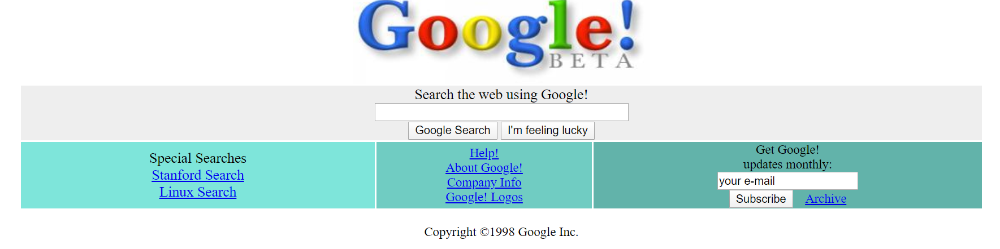 Google!
BETA
Search the web using Google!
Google Search I'm feeling lucky
Special Searches
Stanford Search
Linux Search
Help!
About Google!
Company Info
Google! Logos
Get Google!
updates monthly:
your e-mail
Subscribe Archive
Copyright ©1998 Google Inc.